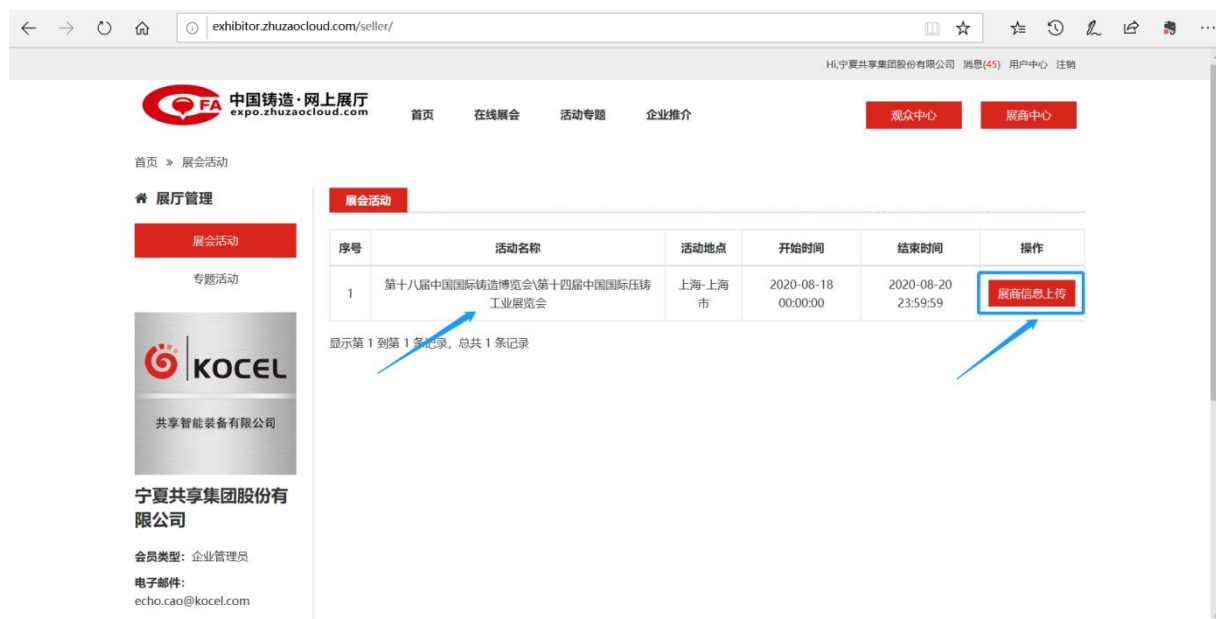 exhibitor.zhuzaocloud.com/seller/
Hi,宁夏共享集团股份有限公司 消息(45) 用户中心 注销
FA 中国铸造·网上展厅
expo.zhuzaocloud.com
首页 在线展会 活动专题 企业推介 观众中心 展商中心
首页 » 展会活动
展厅管理
展会活动
专题活动
展会活动
序号 活动名称 活动地点 开始时间 结束时间 操作
1 第十八届中国国际铸造博览会\第十四届中国国际压铸 上海-上海 2020-08-18 2020-08-20 展商信息上传
工业展览会 市 00:00:00 23:59:59
显示第 1 到第 1 条记录，总共 1 条记录
KOCEL
共享智能装备有限公司
宁夏共享集团股份有
限公司
会员类型：企业管理员
电子邮件：
echo.cao@kocel.com